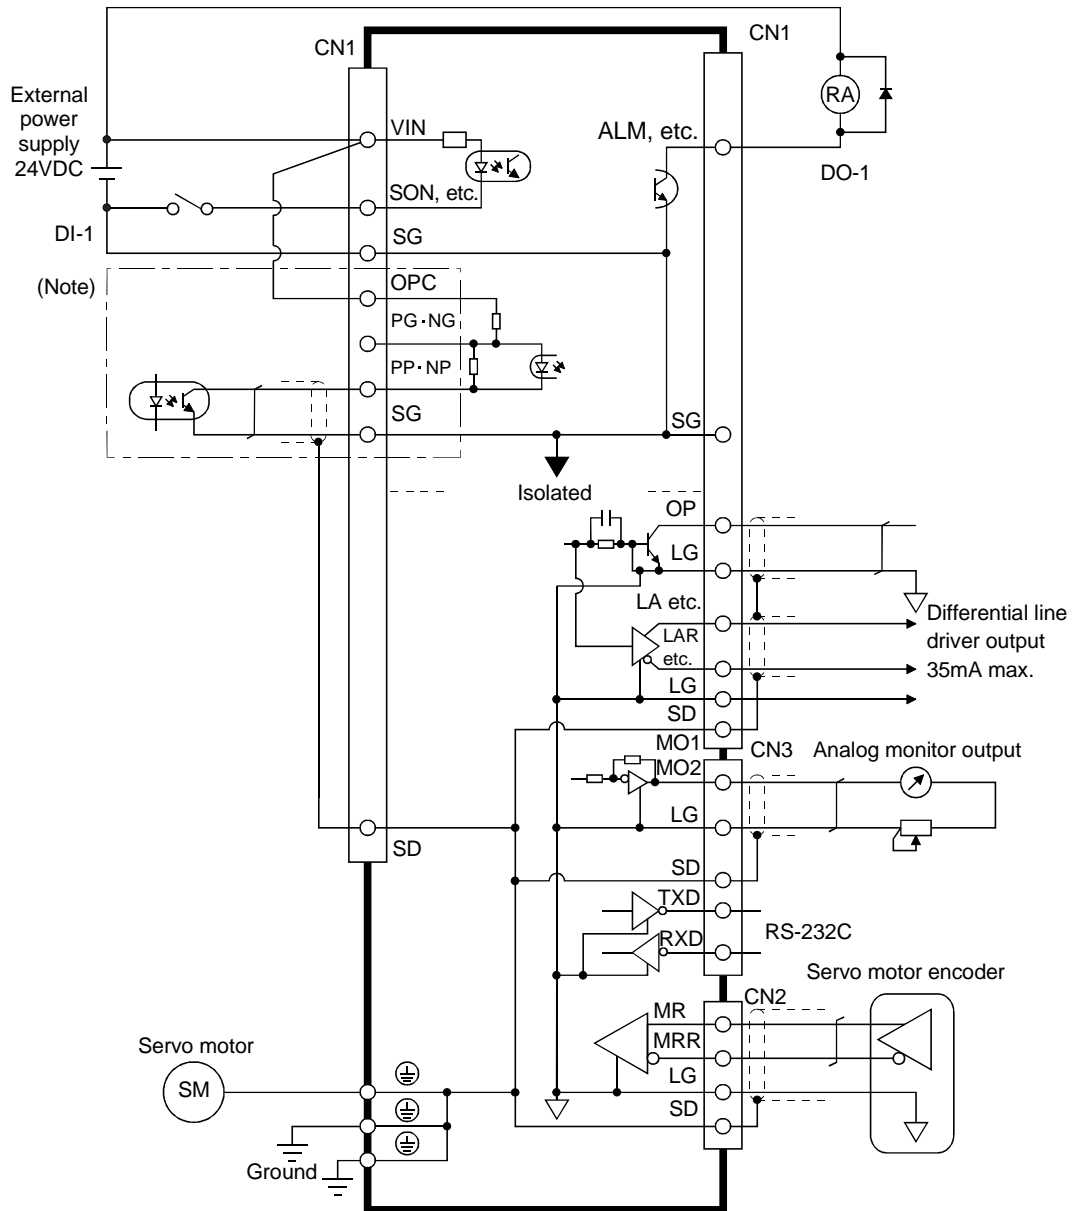 CN1
CN1
External
power
supply
24VDC
VIN
RA
ALM, etc.
DO-1
SON, etc.
DI-1
SG
(Note)
OPC
PG·NG
PP·NP
SG
SG
Isolated
OP
LG
LA etc.
LAR
etc.
LG
SD
Differential line
driver output
35mA max.
MO1
CN3
Analog monitor output
MO2
LG
SD
SD
TXD
RXD
RS-232C
Servo motor encoder
CN2
MR
MRR
LG
SD
Servo motor
SM
Ground